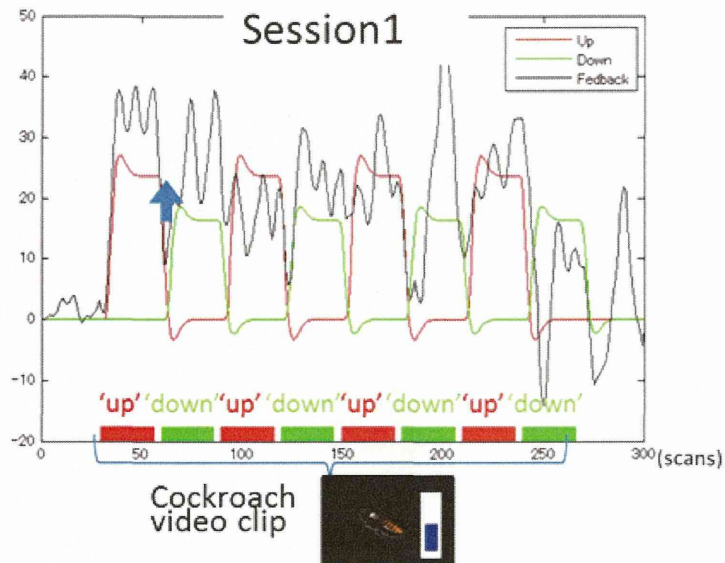 Session1
50
40
30
20
10
0
−10
−20
Up
Down
Fedback
'up' 'down' 'up' 'down' 'up' 'down' 'up' 'down'
0 50 100 150 200 250 300 (scans)
Cockroach
video clip